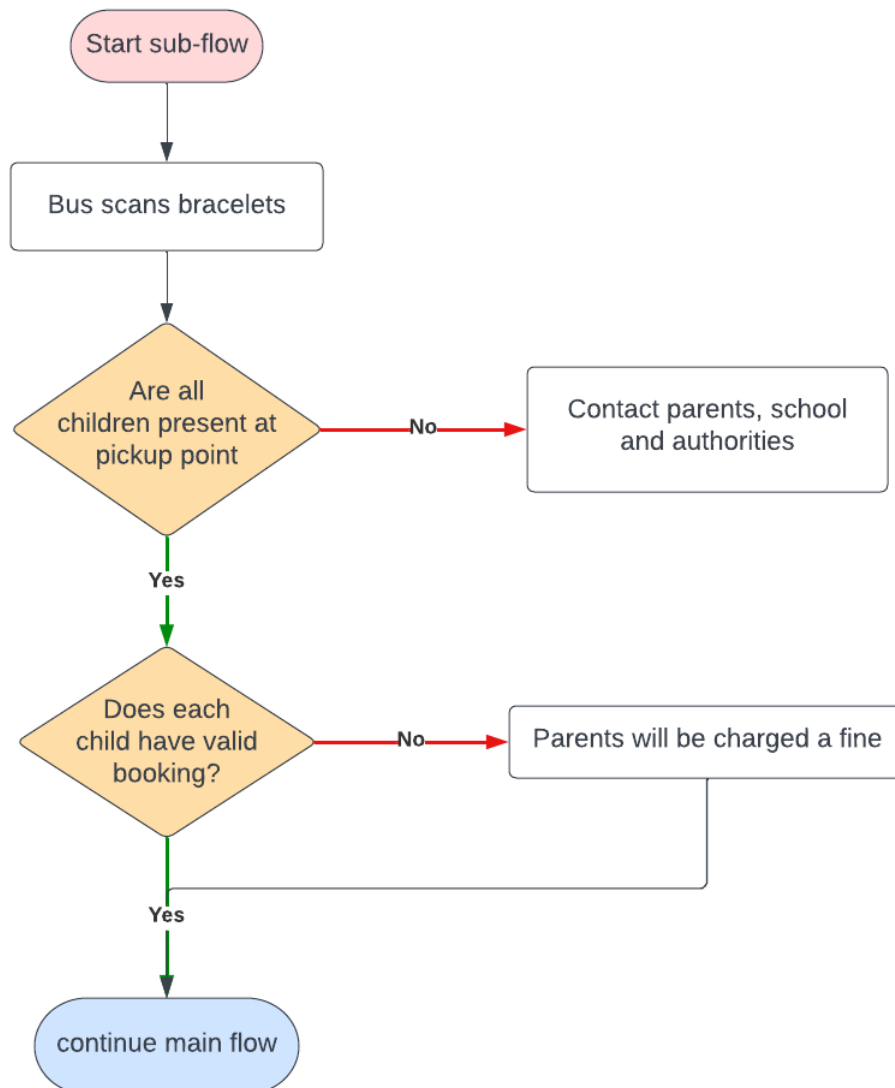 Start sub-flow
Bus scans bracelets
Are all
children present at
pickup point
No
Contact parents, school
and authorities
Yes
Does each
child have valid
booking?
No
Parents will be charged a fine
Yes
continue main flow